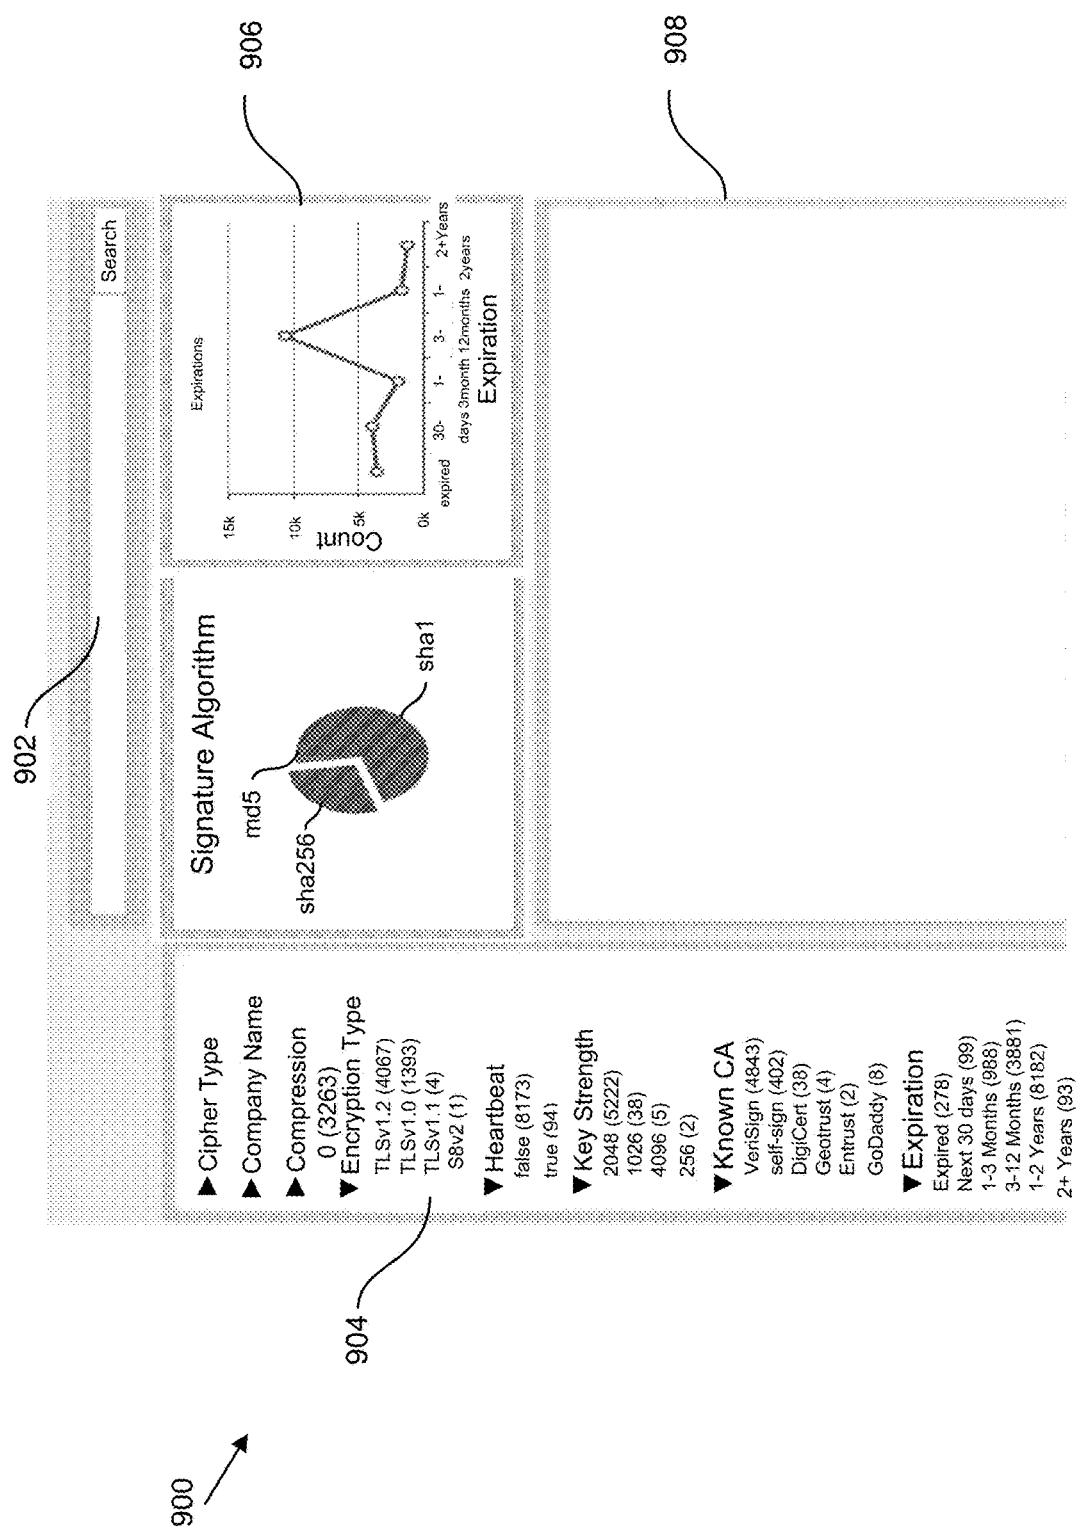 900
902
904
906
908
Search
▶ Cipher Type
▶ Company Name
▶ Compression
0 (3263)
▼ Encryption Type
TLSv1.2 (4067)
TLSv1.0 (1393)
TLSv1.1 (4)
S8v2 (1)
▼ Heartbeat
false (8173)
true (94)
▼ Key Strength
2048 (5222)
1026 (38)
4096 (5)
256 (2)
▼ Known CA
VeriSign (4843)
self-sign (402)
DigiCert (38)
Geotrust (4)
Entrust (2)
GoDaddy (8)
▼ Expiration
Expired (278)
Next 30 days (99)
1-3 Months (988)
3-12 Months (3881)
1-2 Years (8182)
2+ Years (93)
Signature Algorithm
md5
sha256
sha1
Expirations
15k
10k
5k
0k
Count
expired 30- 1- 3- 1- 2+Years
days 3month 12months 2years
Expiration